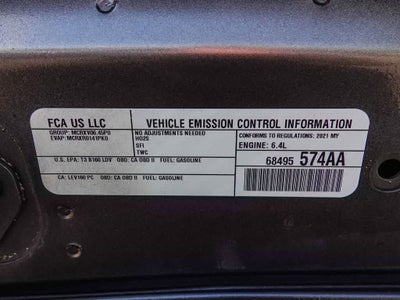 FCA US LLC
VEHICLE EMISSION CONTROL INFORMATION
GROUP: MCRXV06.45P0
EVAP: MCRXR0141PK0
NO ADJUSTMENTS NEEDED
HO2S
SFI
TWC
CONFORMS TO REGULATIONS: 2021 MY
ENGINE: 6.4L
68495 574AA
U.S. EPA: T3 B160 LDV OBD: CA OBD II FUEL: GASOLINE
CA: LEV160 PC OBD: CA OBD II FUEL: GASOLINE